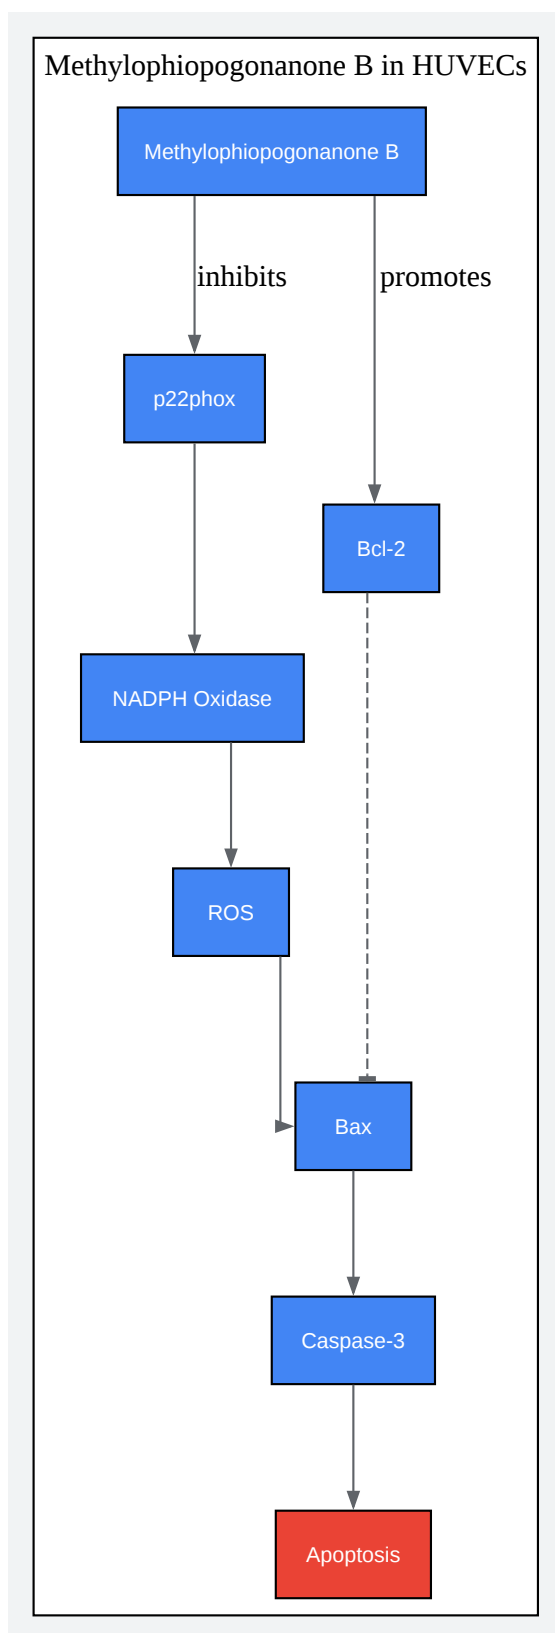 Methylophiopogonanone B in HUVECs
Methylophiopogonanone B
inhibits
promotes
p22phox
Bcl-2
NADPH Oxidase
ROS
Bax
Caspase-3
Apoptosis